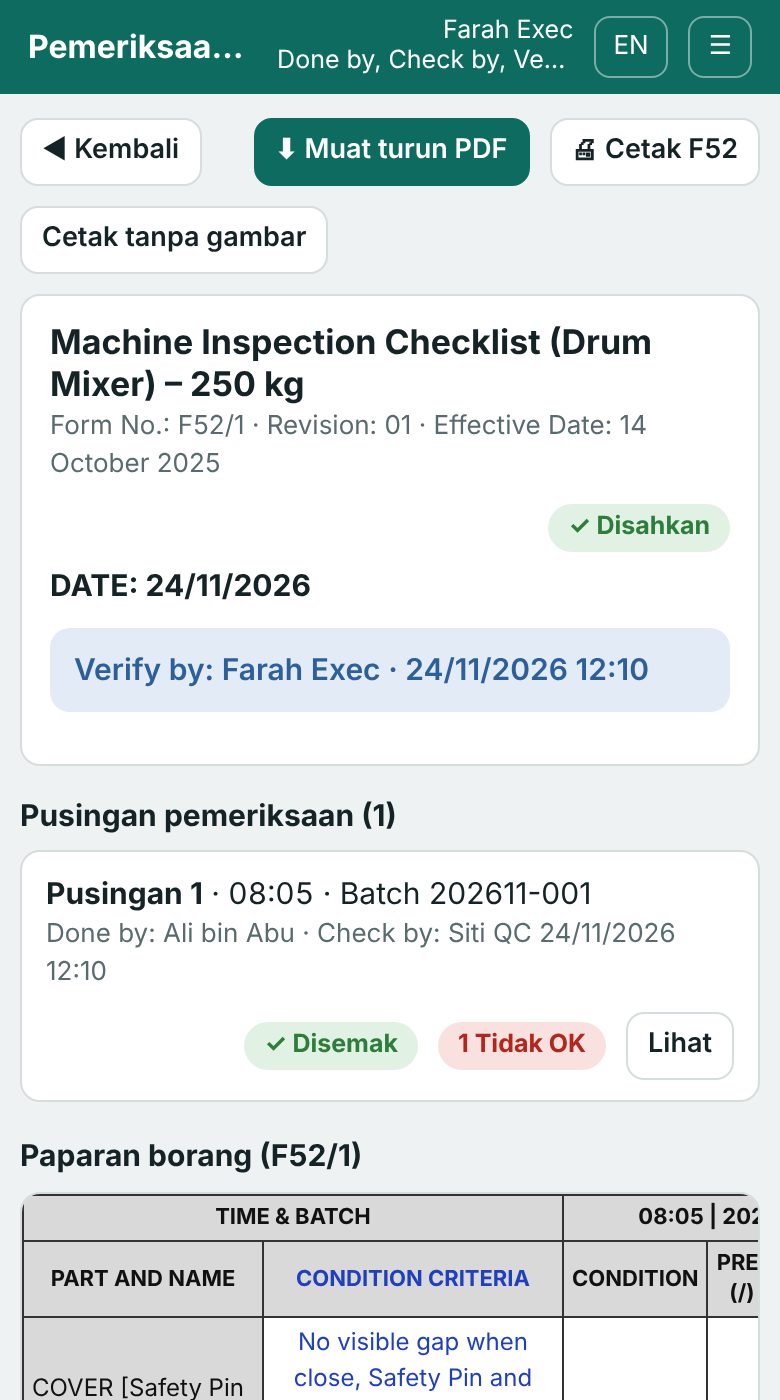 Pemeriksaa...
Farah Exec
Done by, Check by, Ve...
EN
☰
◀ Kembali
⬇ Muat turun PDF
🖨 Cetak F52
Cetak tanpa gambar
Machine Inspection Checklist (Drum
Mixer) – 250 kg
Form No.: F52/1 · Revision: 01 · Effective Date: 14
October 2025
✓ Disahkan
DATE: 24/11/2026
Verify by: Farah Exec · 24/11/2026 12:10
Pusingan pemeriksaan (1)
Pusingan 1 · 08:05 · Batch 202611-001
Done by: Ali bin Abu · Check by: Siti QC 24/11/2026
12:10
✓ Disemak
1 Tidak OK
Lihat
Paparan borang (F52/1)
TIME & BATCH
08:05 | 202
PART AND NAME
CONDITION CRITERIA
CONDITION
PRE
(/)
No visible gap when
close, Safety Pin and
COVER [Safety Pin